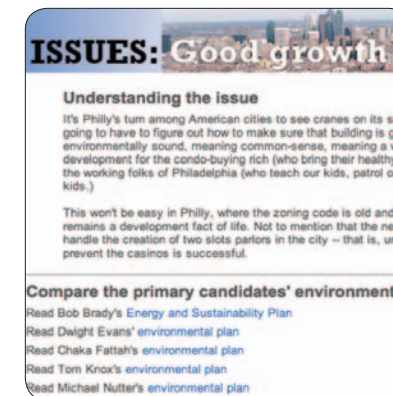 ISSUES: Good growth
Understanding the issue
It's Philly's turn among American cities to see cranes on its
going to have to figure out how to make sure that building is
environmentally sound, meaning common-sense, meaning a
development for the condo-buying rich (who bring their healthy
the working folks of Philadelphia (who teach our kids, patrol
kids.)
This won't be easy in Philly, where the zoning code is old and
remains a development fact of life. Not to mention that the
handle the creation of two slots parlors in the city – that is,
prevent the casinos is successful.
Compare the primary candidates' environment
Read Bob Brady's Energy and Sustainability Plan
Read Dwight Evans' environmental plan
Read Chaka Fattah's environmental plan
Read Tom Knox's environmental plan
Read Michael Nutter's environmental plan